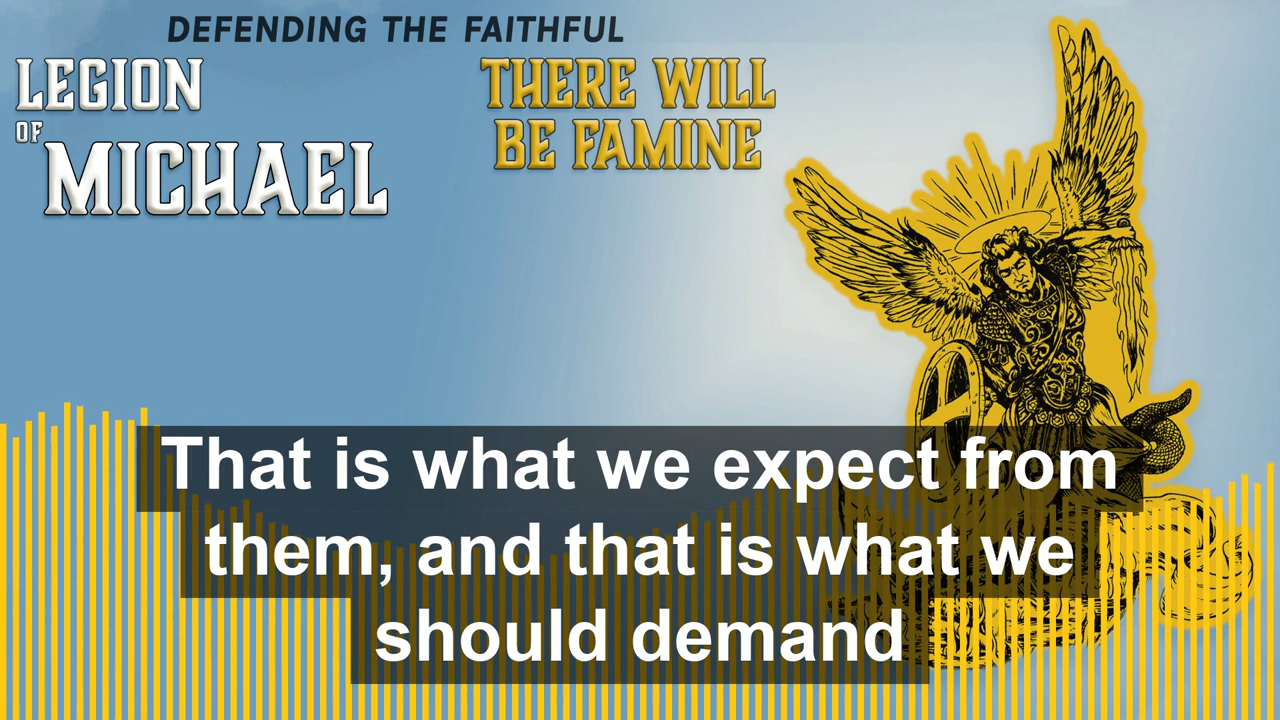 DEFENDING THE FAITHFUL
LEGION
OF
MICHAEL
THERE WILL
BE FAMINE
That is what we expect from
them, and that is what we
should demand